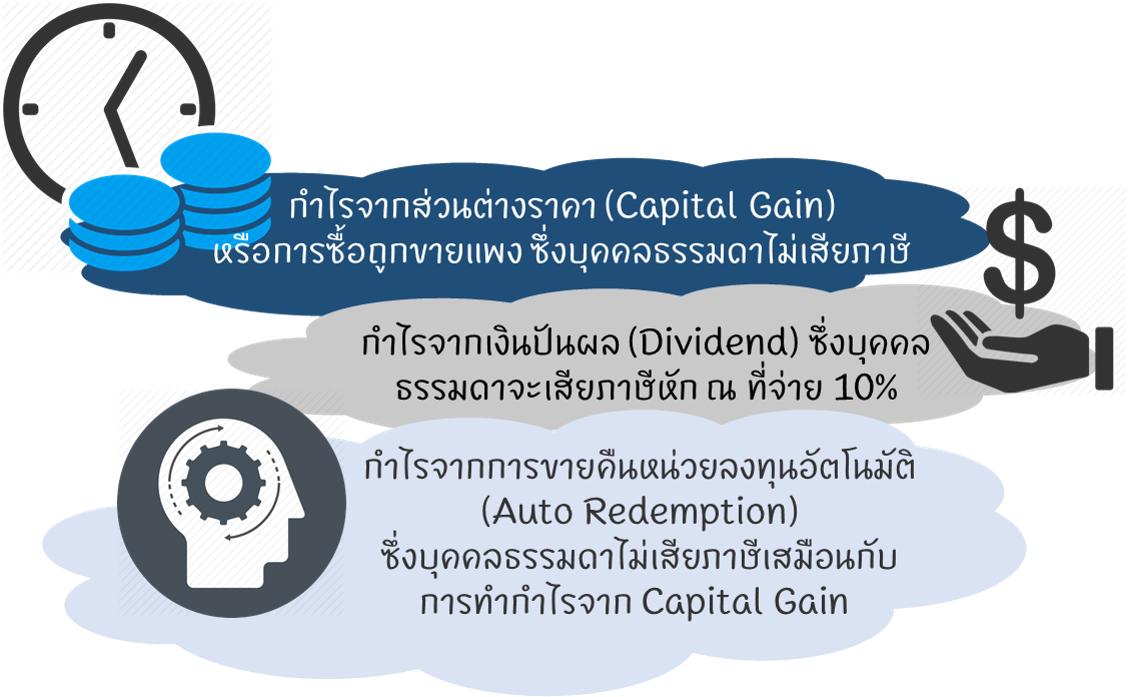 กำไรจากส่วนต่างราคา (Capital Gain)
หรือการซื้อถูกขายแพง ซึ่งบุคคลธรรมดาไม่เสียภาษี
กำไรจากเงินปันผล (Dividend) ซึ่งบุคคล
ธรรมดาจะเสียภาษีหัก ณ ที่จ่าย 10%
กำไรจากการขายคืนหน่วยลงทุนอัตโนมัติ
(Auto Redemption)
ซึ่งบุคคลธรรมดาไม่เสียภาษีเสมือนกับ
การทำกำไรจาก Capital Gain